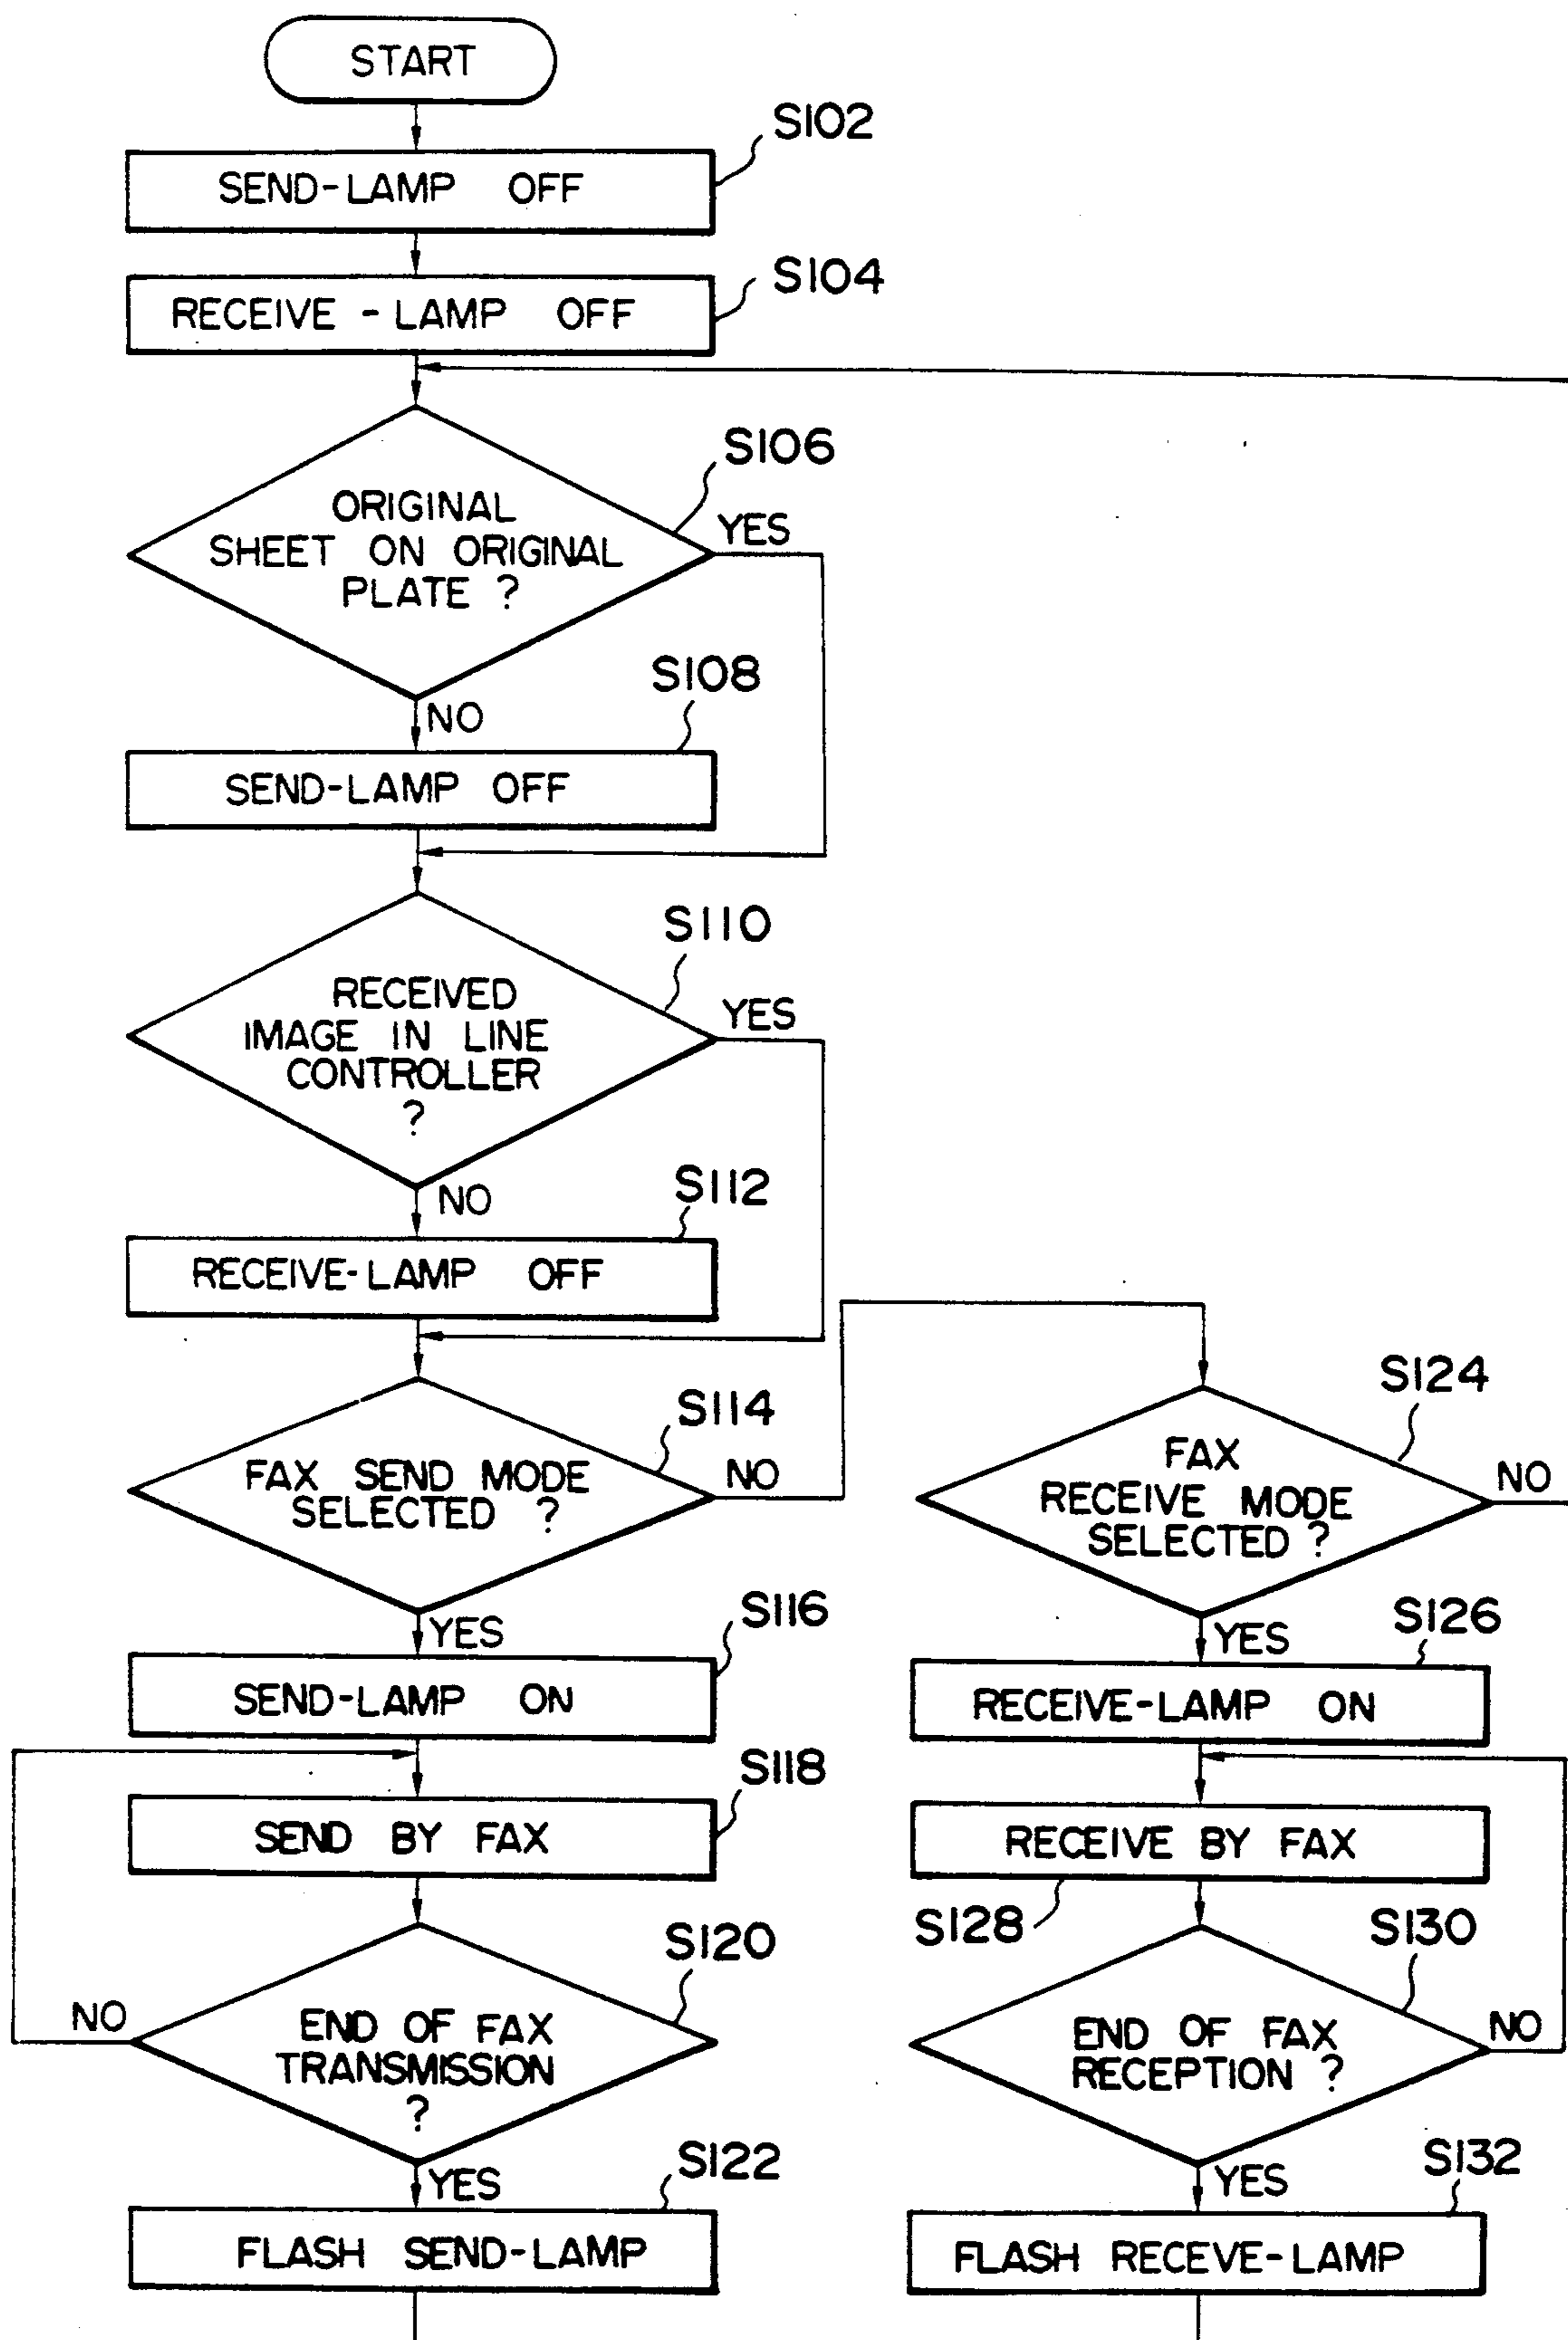 START
S102
SEND-LAMP OFF
S104
RECEIVE-LAMP OFF
S106
ORIGINAL
SHEET ON ORIGINAL
PLATE ?
YES
NO
S108
SEND-LAMP OFF
S110
RECEIVED
IMAGE IN LINE
CONTROLLER
?
YES
NO
S112
RECEIVE-LAMP OFF
S114
FAX SEND MODE
SELECTED ?
NO
YES
S116
SEND-LAMP ON
S118
SEND BY FAX
S120
END OF FAX
TRANSMISSION
?
NO
YES
S122
FLASH SEND-LAMP
S124
FAX
RECEIVE MODE
SELECTED ?
NO
YES
S126
RECEIVE-LAMP ON
RECEIVE BY FAX
S128
S130
END OF FAX
RECEPTION ?
NO
YES
S132
FLASH RECEVE-LAMP